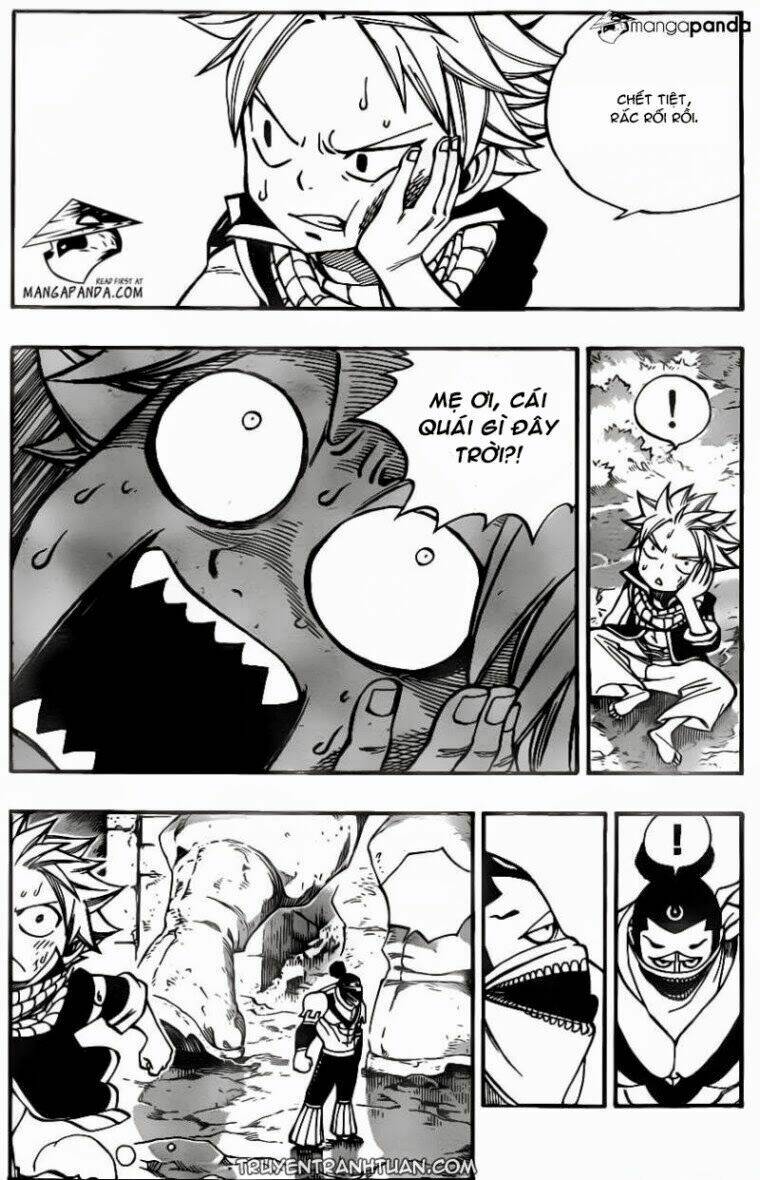 mangapanda
CHẾT TIỆT,
RẮC RỐI RỒI.
READ FIRST AT
MANGAPANDA.COM
MẸ ƠI, CÁI
QUÁI GÌ ĐÂY
TRỜI?!
!
!
TRUYENTRANHTUAN.COM